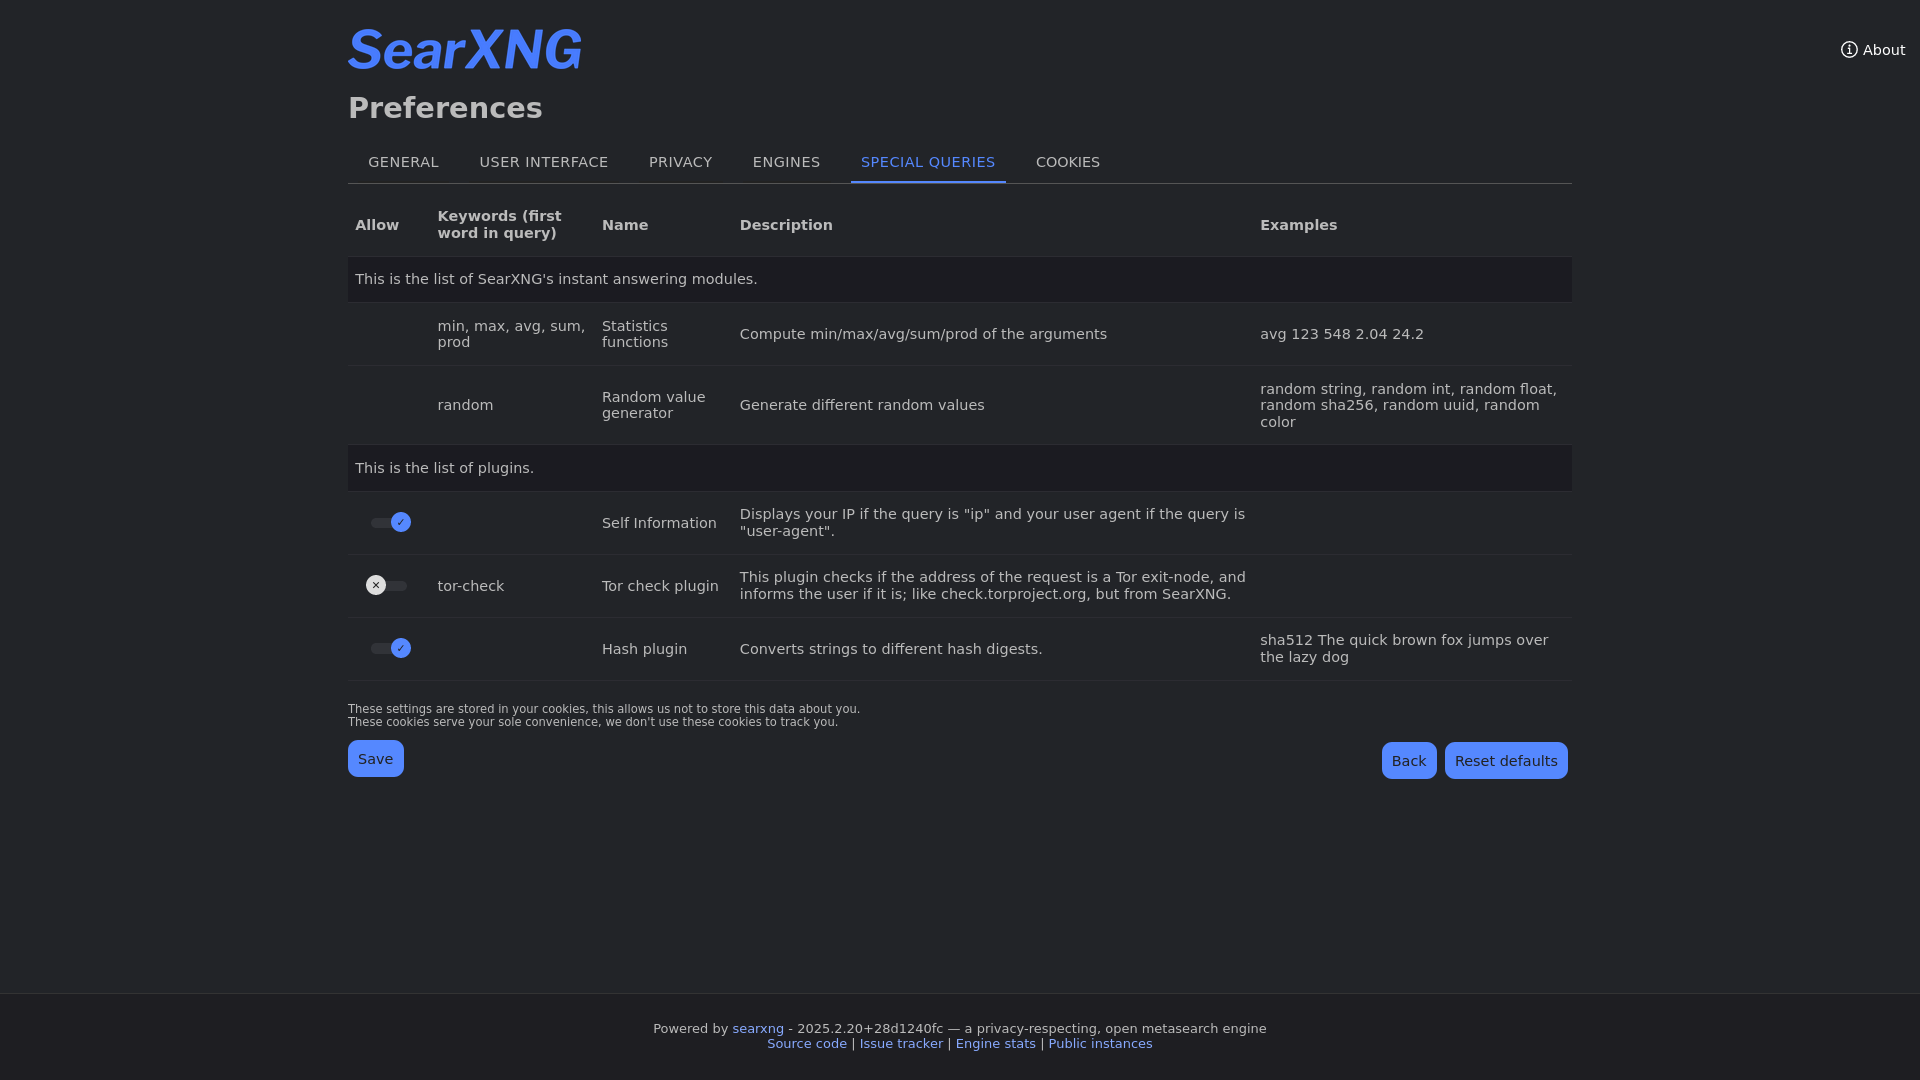 SearXNG
About
Preferences
GENERAL USER INTERFACE PRIVACY ENGINES SPECIAL QUERIES COOKIES
Allow Keywords (first word in query) Name Description Examples
This is the list of SearXNG's instant answering modules.
min, max, avg, sum, prod Statistics functions Compute min/max/avg/sum/prod of the arguments avg 123 548 2.04 24.2
random Random value generator Generate different random values random string, random int, random float, random sha256, random uuid, random color
This is the list of plugins.
Self Information Displays your IP if the query is "ip" and your user agent if the query is "user-agent".
tor-check Tor check plugin This plugin checks if the address of the request is a Tor exit-node, and informs the user if it is; like check.torproject.org, but from SearXNG.
Hash plugin Converts strings to different hash digests. sha512 The quick brown fox jumps over the lazy dog
These settings are stored in your cookies, this allows us not to store this data about you.
These cookies serve your sole convenience, we don't use these cookies to track you.
Save Back Reset defaults
Powered by searxng - 2025.2.20+28d1240fc — a privacy-respecting, open metasearch engine
Source code | Issue tracker | Engine stats | Public instances